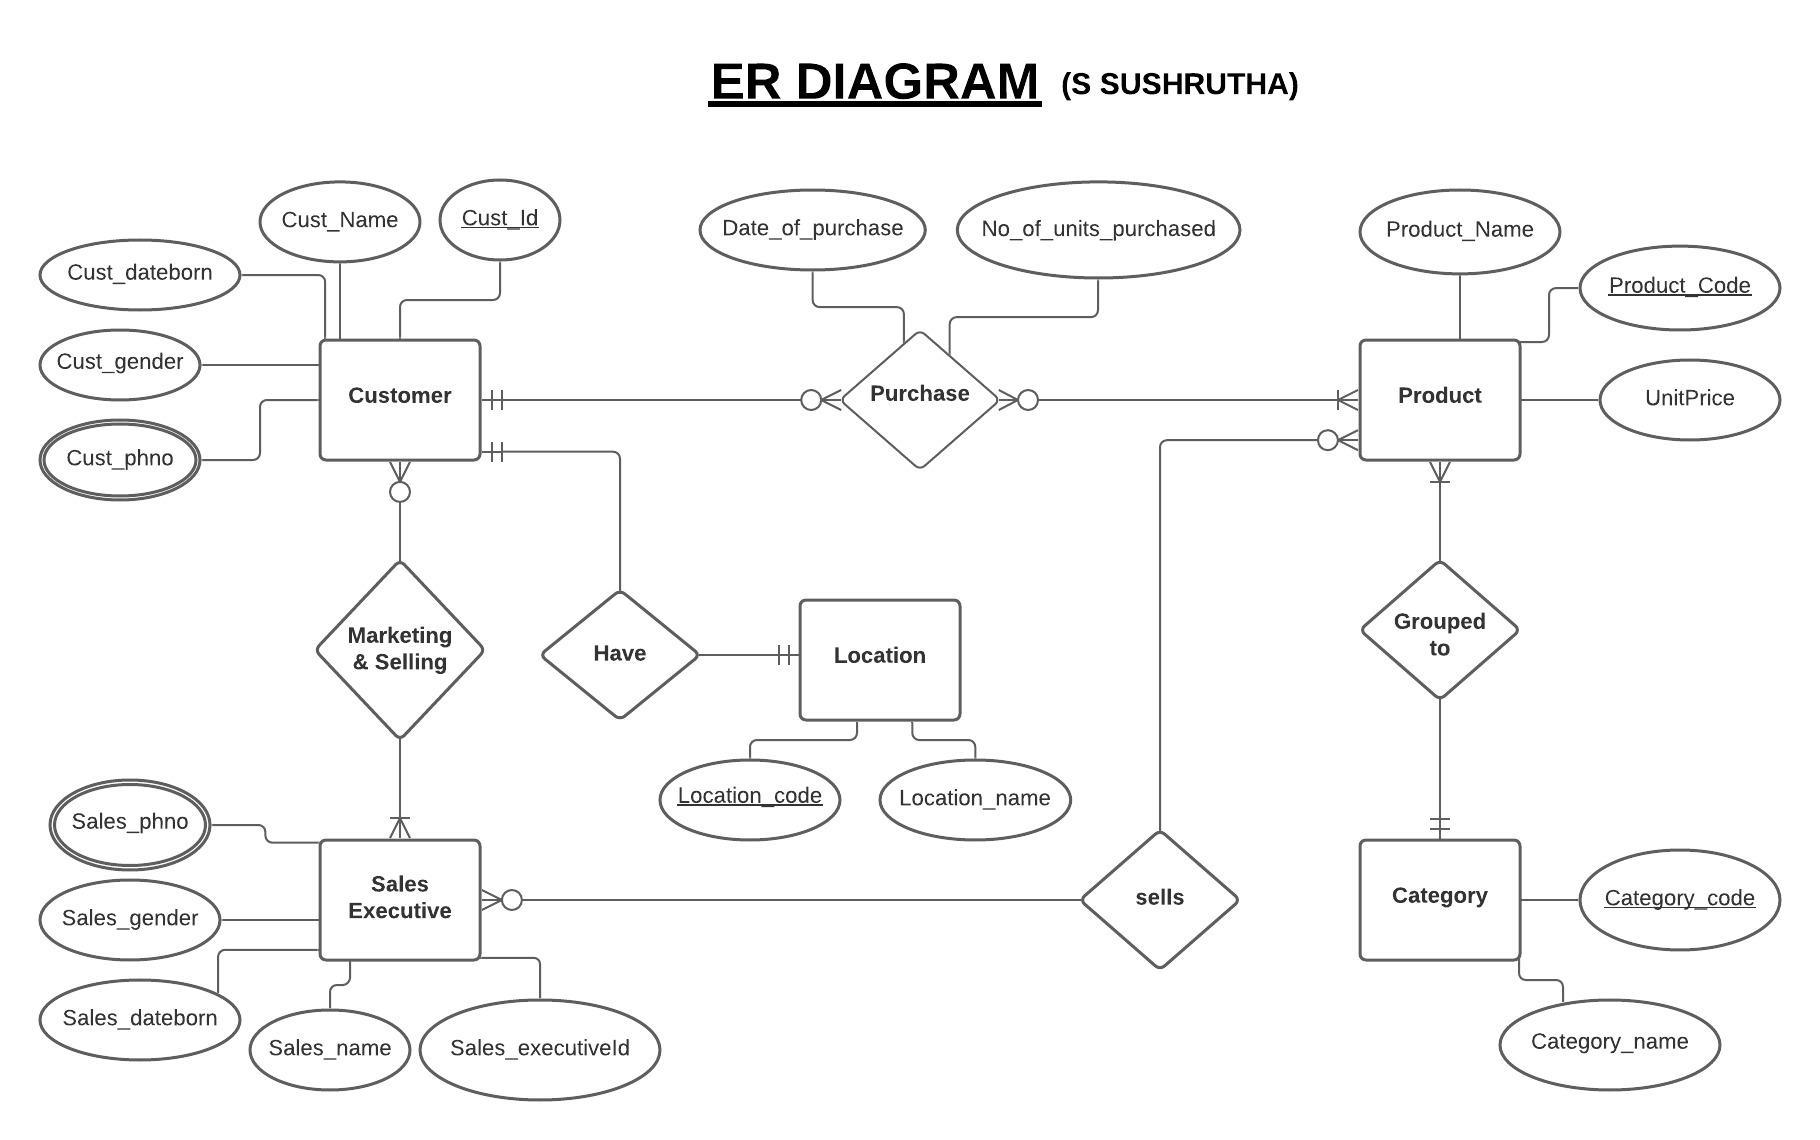 ER DIAGRAM (S SUSHRUTHA)
Cust_Name
Cust_Id
Date_of_purchase
No_of_units_purchased
Product_Name
Cust_dateborn
Product_Code
Cust_gender
Customer
Purchase
Product
UnitPrice
Cust_phno
Marketing
& Selling
Have
Location
Grouped
to
Location_code
Location_name
Sales_phno
Sales
Executive
sells
Category
Category_code
Sales_gender
Sales_dateborn
Sales_name
Sales_executiveId
Category_name